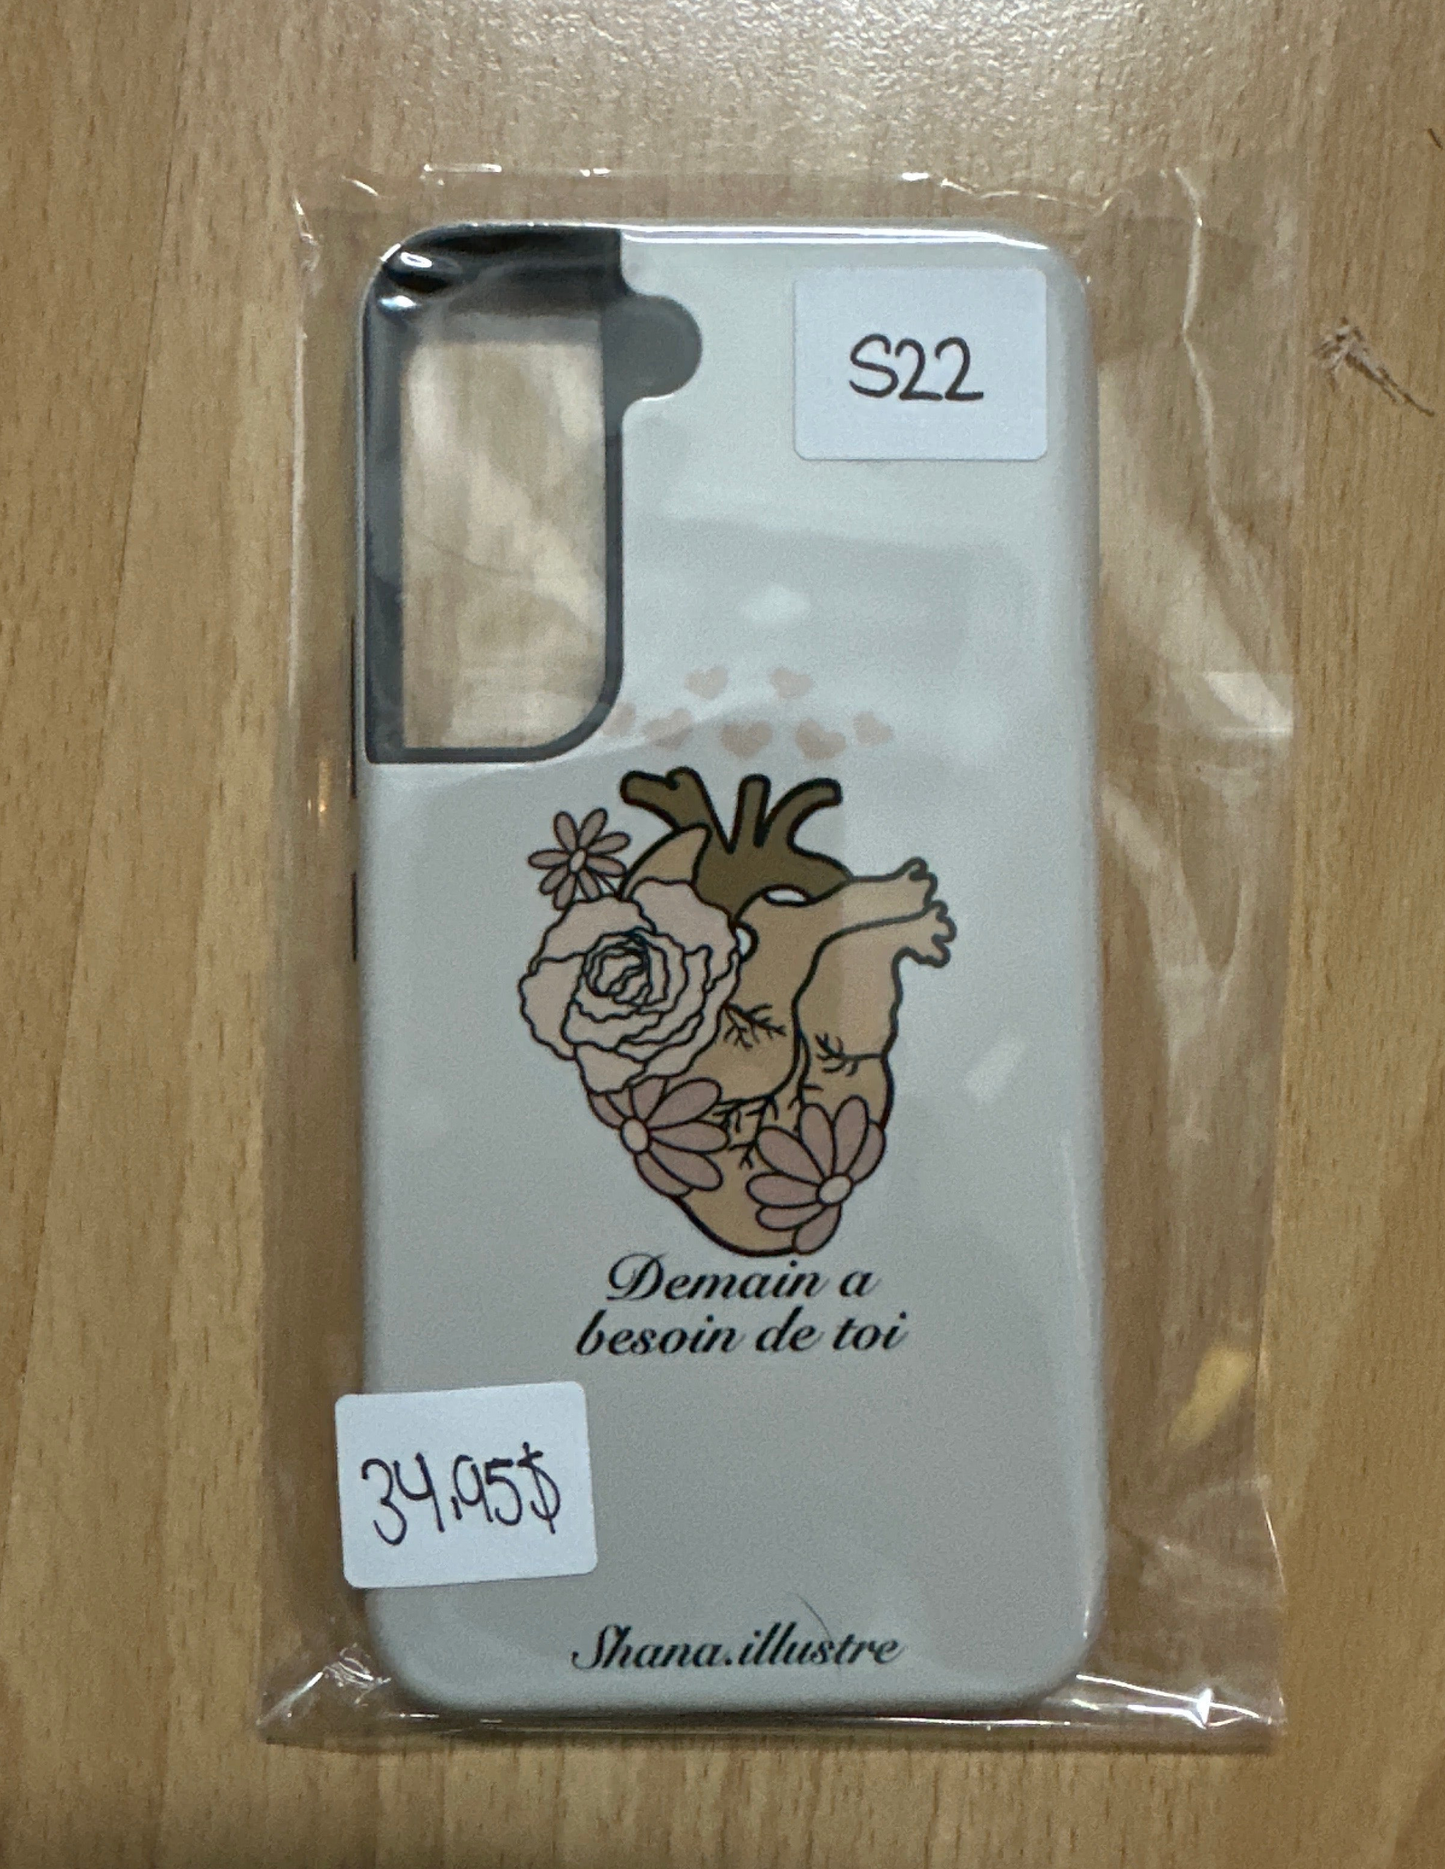 S22
Demain a
besoin de toi
34,95$
Shana.illustre